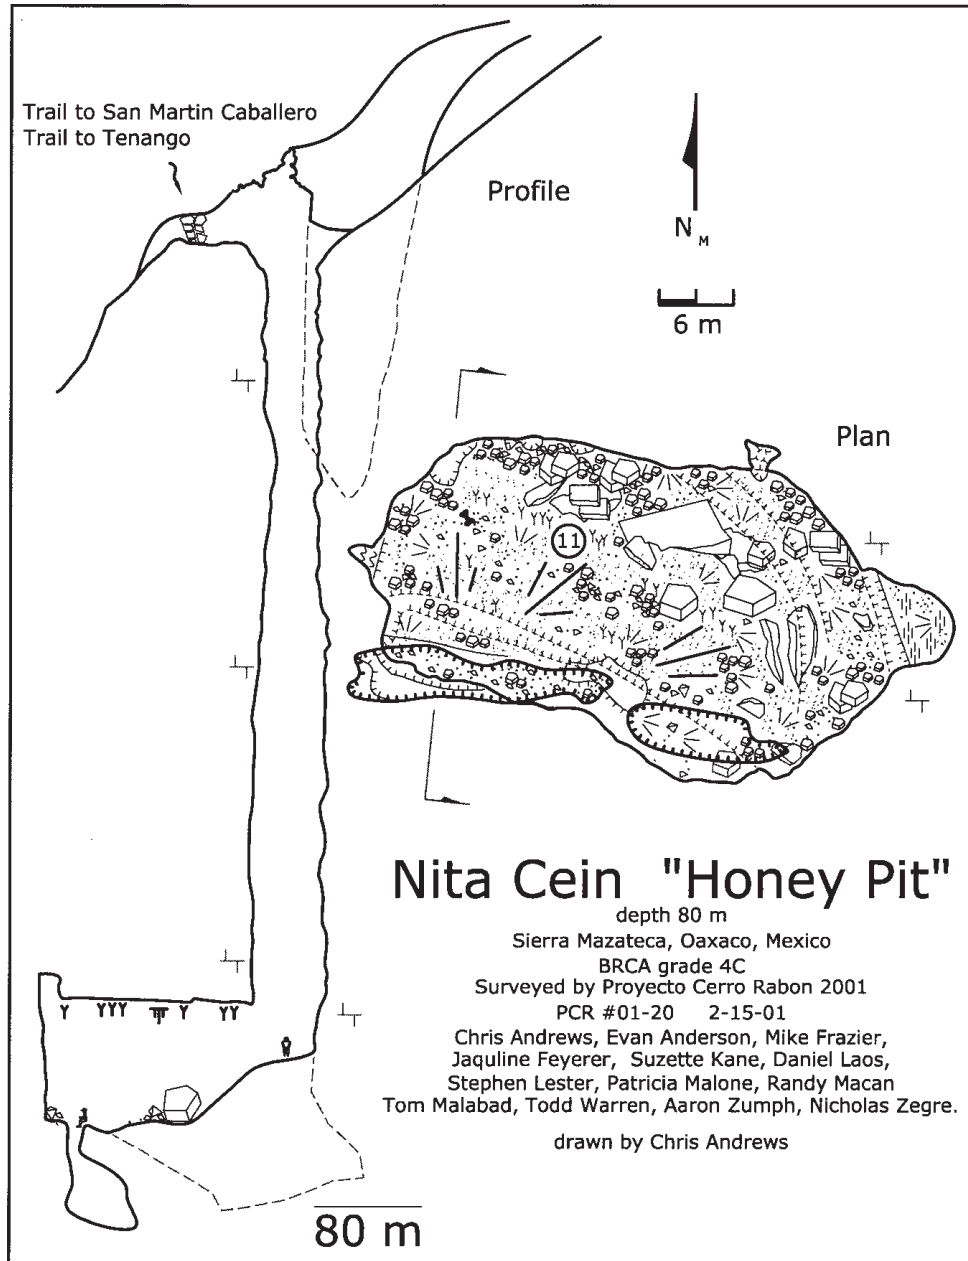 Trail to San Martin Caballero
Trail to Tenango
Profile
N M
6 m
Plan
11
Nita Cein "Honey Pit"
depth 80 m
Sierra Mazateca, Oaxaco, Mexico
BRCA grade 4C
Surveyed by Proyecto Cerro Rabon 2001
PCR #01-20 2-15-01
Chris Andrews, Evan Anderson, Mike Frazier,
Jaquline Feyerer, Suzette Kane, Daniel Laos,
Stephen Lester, Patricia Malone, Randy Macan
Tom Malabad, Todd Warren, Aaron Zumph, Nicholas Zegre.
drawn by Chris Andrews
80 m